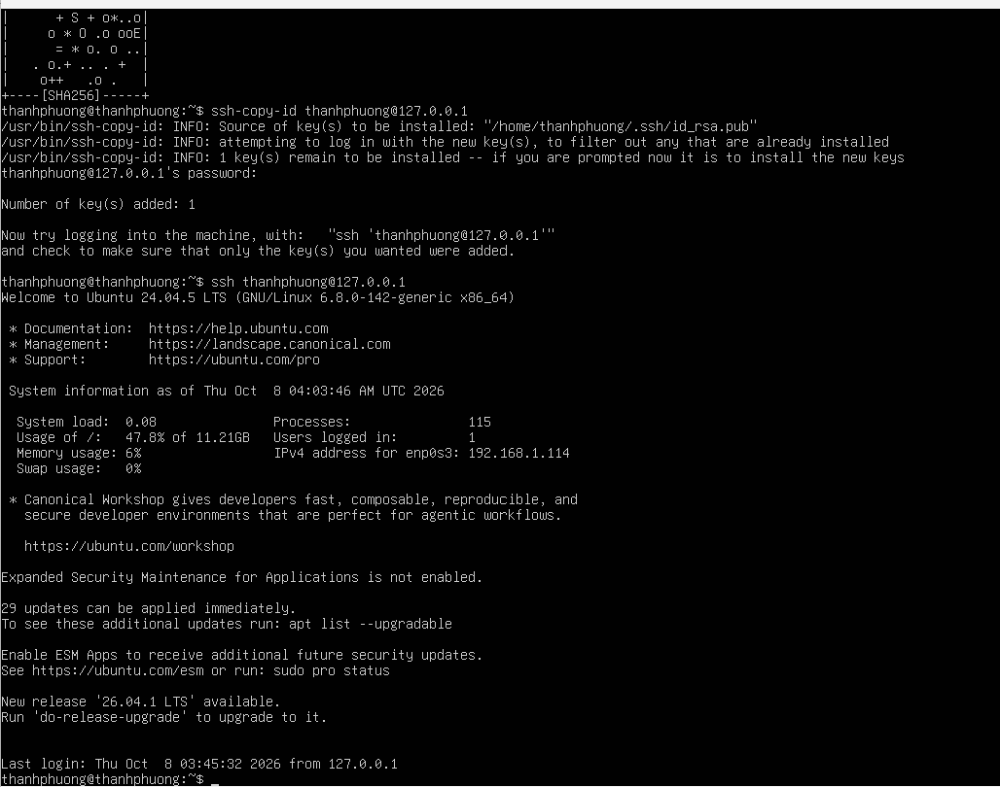 |      + S + o*..o|
|     o * O .o ooE|
|      = * o. o ..|
|   . o.+ .. . +  |
|    o++   .o .   |
+----[SHA256]-----+
thanhphuong@thanhphuong:~$ ssh-copy-id thanhphuong@127.0.0.1
/usr/bin/ssh-copy-id: INFO: Source of key(s) to be installed: "/home/thanhphuong/.ssh/id_rsa.pub"
/usr/bin/ssh-copy-id: INFO: attempting to log in with the new key(s), to filter out any that are already installed
/usr/bin/ssh-copy-id: INFO: 1 key(s) remain to be installed -- if you are prompted now it is to install the new keys
thanhphuong@127.0.0.1's password:
Number of key(s) added: 1
Now try logging into the machine, with:   "ssh 'thanhphuong@127.0.0.1'"
and check to make sure that only the key(s) you wanted were added.
thanhphuong@thanhphuong:~$ ssh thanhphuong@127.0.0.1
Welcome to Ubuntu 24.04.5 LTS (GNU/Linux 6.8.0-142-generic x86_64)
 * Documentation:  https://help.ubuntu.com
 * Management:     https://landscape.canonical.com
 * Support:        https://ubuntu.com/pro
 System information as of Thu Oct  8 04:03:46 AM UTC 2026
  System load:  0.08               Processes:               115
  Usage of /:   47.8% of 11.21GB   Users logged in:         1
  Memory usage: 6%                 IPv4 address for enp0s3: 192.168.1.114
  Swap usage:   0%
 * Canonical Workshop gives developers fast, composable, reproducible, and
   secure developer environments that are perfect for agentic workflows.
   https://ubuntu.com/workshop
Expanded Security Maintenance for Applications is not enabled.
29 updates can be applied immediately.
To see these additional updates run: apt list --upgradable
Enable ESM Apps to receive additional future security updates.
See https://ubuntu.com/esm or run: sudo pro status
New release '26.04.1 LTS' available.
Run 'do-release-upgrade' to upgrade to it.
Last login: Thu Oct  8 03:45:32 2026 from 127.0.0.1
thanhphuong@thanhphuong:~$ _